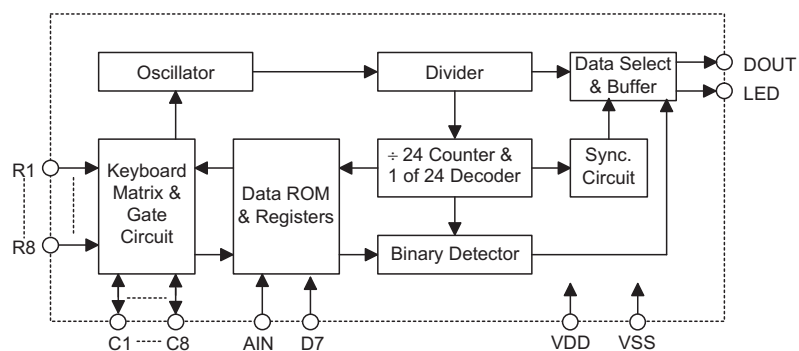 Oscillator
Divider
Data Select
& Buffer
DOUT
LED
R1
R8
Keyboard
Matrix &
Gate
Circuit
Data ROM
& Registers
÷ 24 Counter &
1 of 24 Decoder
Sync.
Circuit
Binary Detector
C1
C8
AIN
D7
VDD
VSS